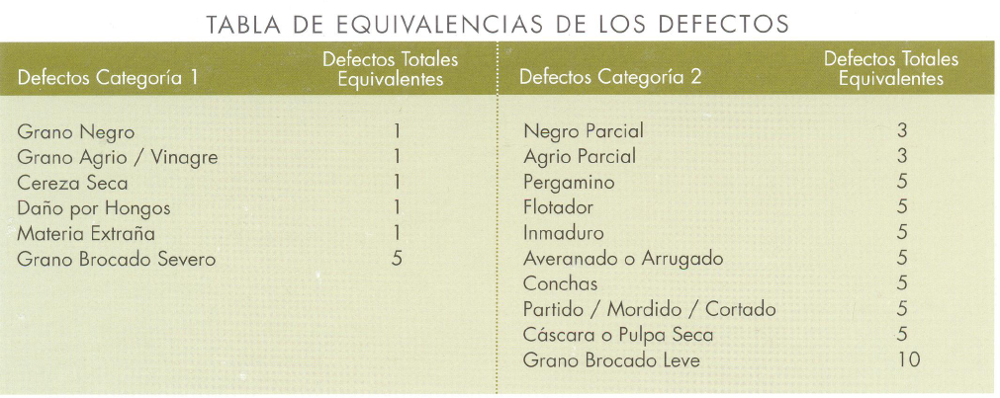 TABLA DE EQUIVALENCIAS DE LOS DEFECTOS
Defectos Categoría 1 Defectos Totales Equivalentes
Grano Negro 1
Grano Agrio / Vinagre 1
Cereza Seca 1
Daño por Hongos 1
Materia Extraña 1
Grano Brocado Severo 5
Defectos Categoría 2 Defectos Totales Equivalentes
Negro Parcial 3
Agrio Parcial 3
Pergamino 5
Flotador 5
Inmaduro 5
Averanado o Arrugado 5
Conchas 5
Partido / Mordido / Cortado 5
Cáscara o Pulpa Seca 5
Grano Brocado Leve 10